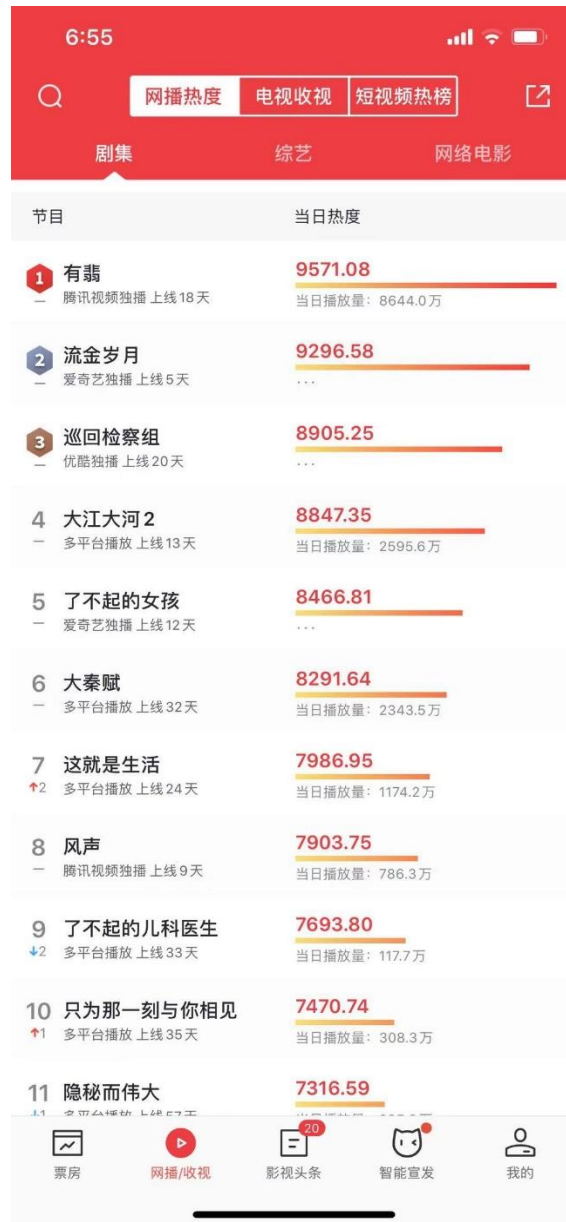 6:55
网播热度 电视收视 短视频热榜
剧集 综艺 网络电影
节目 当日热度
1 有翡 9571.08
— 腾讯视频独播 上线18天 当日播放量：8644.0万
2 流金岁月 9296.58
— 爱奇艺独播 上线5天 ...
3 巡回检察组 8905.25
— 优酷独播 上线20天 ...
4 大江大河2 8847.35
— 多平台播放 上线13天 当日播放量：2595.6万
5 了不起的女孩 8466.81
— 爱奇艺独播 上线12天 ...
6 大秦赋 8291.64
— 多平台播放 上线32天 当日播放量：2343.5万
7 这就是生活 7986.95
↑2 多平台播放 上线24天 当日播放量：1174.2万
8 风声 7903.75
— 腾讯视频独播 上线9天 当日播放量：786.3万
9 了不起的儿科医生 7693.80
↓2 多平台播放 上线33天 当日播放量：117.7万
10 只为那一刻与你相见 7470.74
↑1 多平台播放 上线35天 当日播放量：308.3万
11 隐秘而伟大 7316.59
20
票房 网播/收视 影视头条 智能宣发 我的